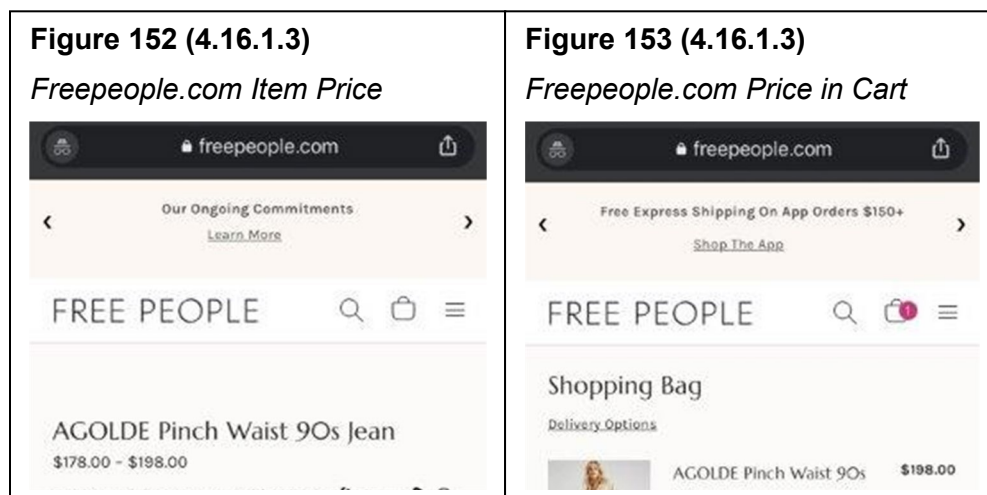 Figure 152 (4.16.1.3)
Freepeople.com Item Price
freepeople.com
Our Ongoing Commitments
Learn More
FREE PEOPLE
AGOLDE Pinch Waist 90s Jean
$178.00 - $198.00
Figure 153 (4.16.1.3)
Freepeople.com Price in Cart
freepeople.com
Free Express Shipping On App Orders $150+
Shop The App
FREE PEOPLE
1
Shopping Bag
Delivery Options
AGOLDE Pinch Waist 90s
$198.00